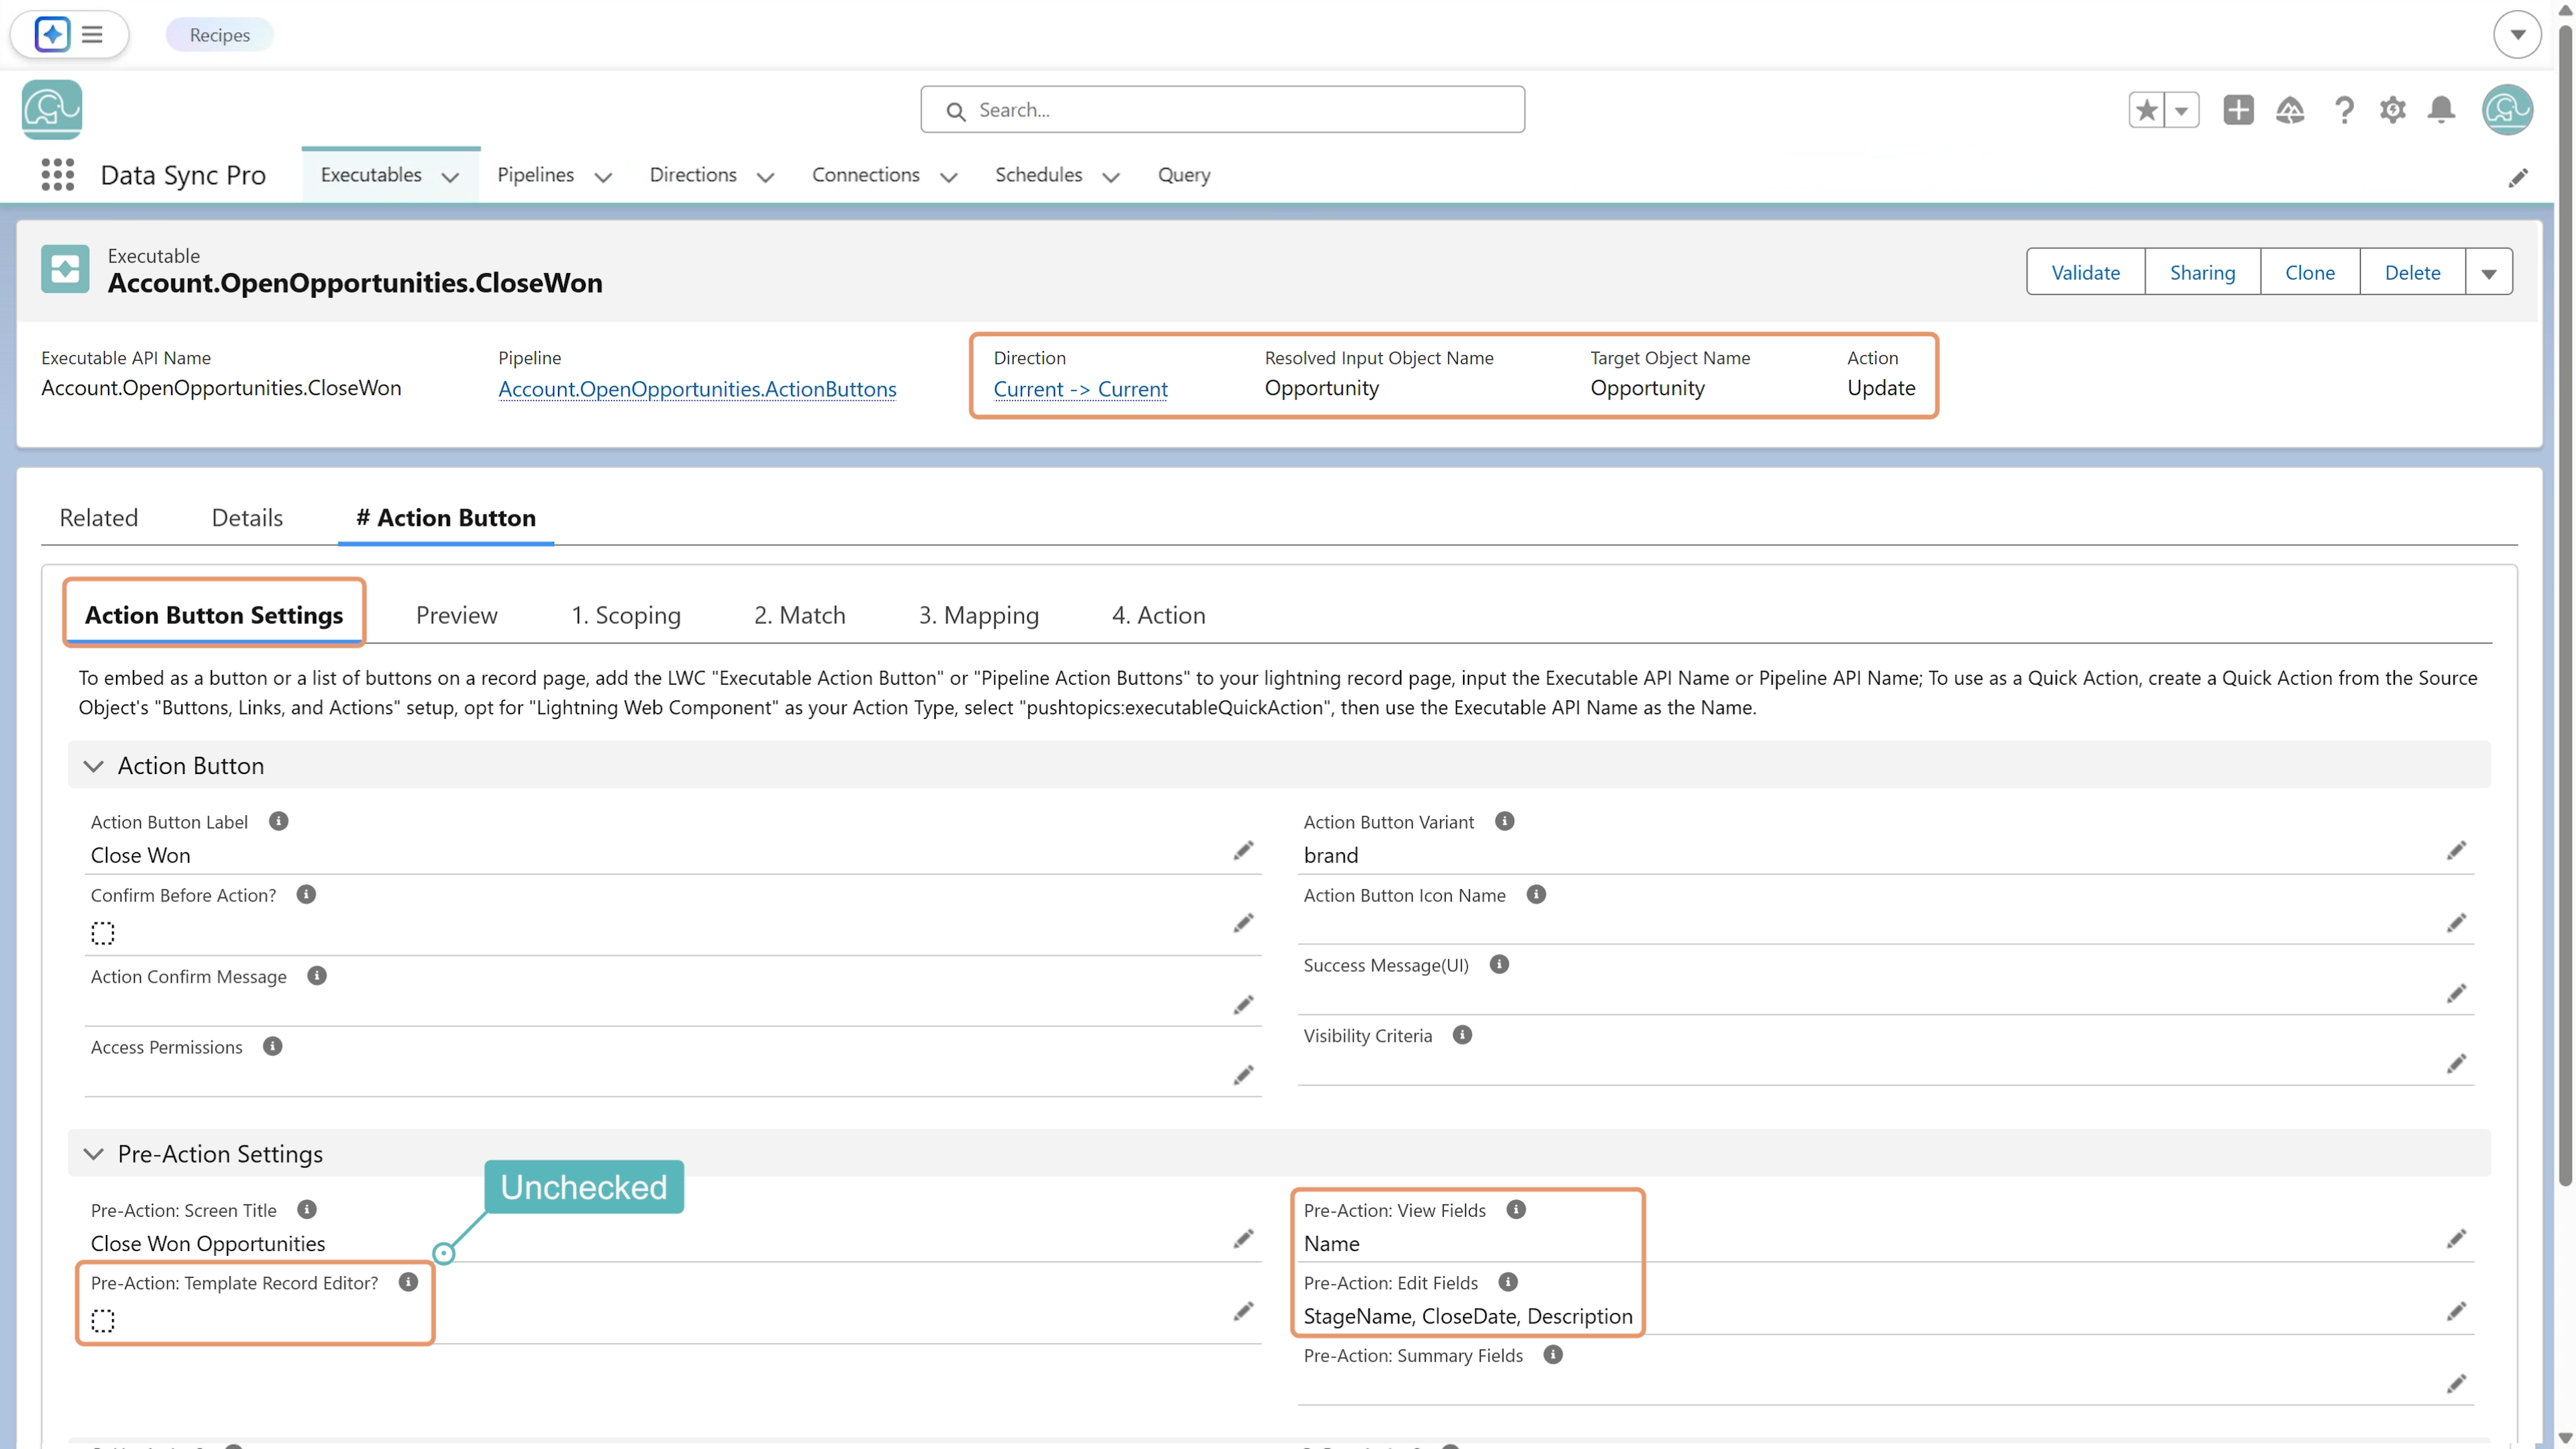 Recipes
Search...
Data Sync Pro
Executables
Pipelines
Directions
Connections
Schedules
Query
Executable
Account.OpenOpportunities.CloseWon
Validate
Sharing
Clone
Delete
Executable API Name
Account.OpenOpportunities.CloseWon
Pipeline
Account.OpenOpportunities.ActionButtons
Direction
Current -> Current
Resolved Input Object Name
Opportunity
Target Object Name
Opportunity
Action
Update
Related
Details
# Action Button
Action Button Settings
Preview
1. Scoping
2. Match
3. Mapping
4. Action
To embed as a button or a list of buttons on a record page, add the LWC "Executable Action Button" or "Pipeline Action Buttons" to your lightning record page, input the Executable API Name or Pipeline API Name; To use as a Quick Action, create a Quick Action from the Source
Object's "Buttons, Links, and Actions" setup, opt for "Lightning Web Component" as your Action Type, select "pushtopics:executableQuickAction", then use the Executable API Name as the Name.
Action Button
Action Button Label
Close Won
Action Button Variant
brand
Confirm Before Action?
Action Button Icon Name
Action Confirm Message
Success Message(UI)
Access Permissions
Visibility Criteria
Pre-Action Settings
Unchecked
Pre-Action: Screen Title
Close Won Opportunities
Pre-Action: View Fields
Name
Pre-Action: Template Record Editor?
Pre-Action: Edit Fields
StageName, CloseDate, Description
Pre-Action: Summary Fields